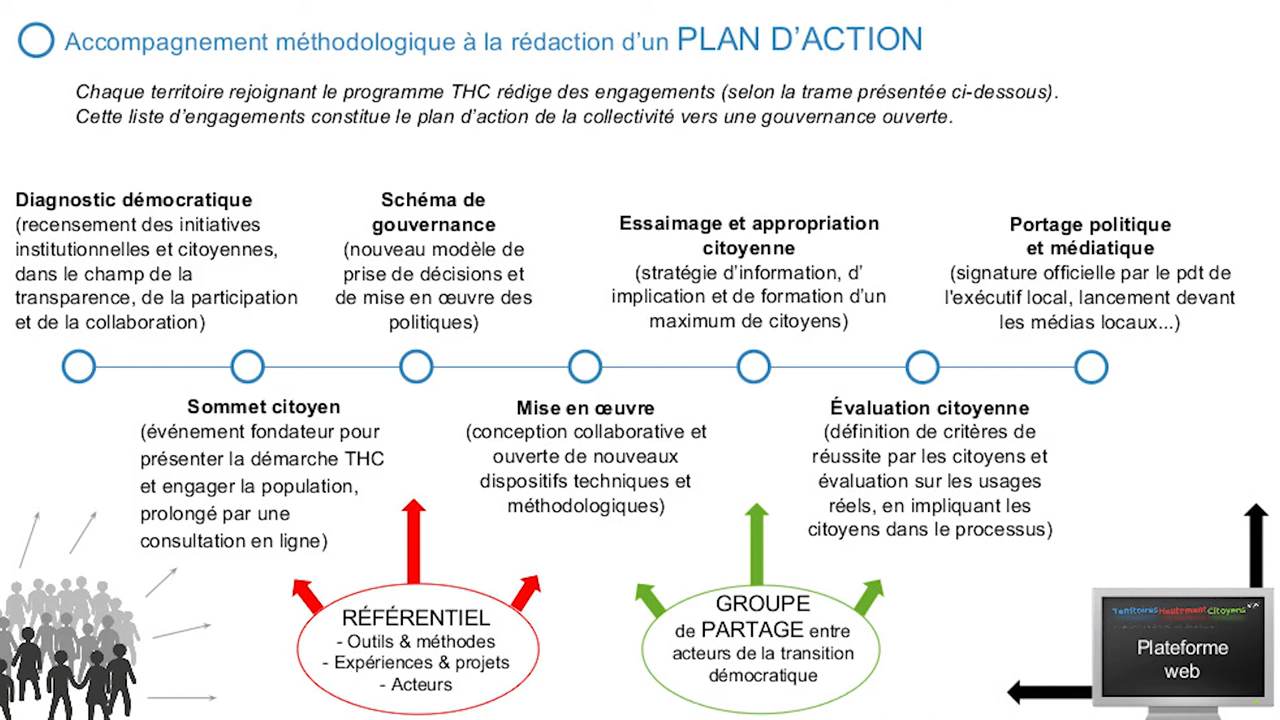 Accompagnement méthodologique à la rédaction d'un PLAN D'ACTION
Chaque territoire rejoignant le programme THC rédige des engagements (selon la trame présentée ci-dessous).
Cette liste d'engagements constitue le plan d'action de la collectivité vers une gouvernance ouverte.
Diagnostic démocratique
(recensement des initiatives
institutionnelles et citoyennes,
dans le champ de la
transparence, de la participation
et de la collaboration)
Schéma de
gouvernance
(nouveau modèle de
prise de décisions et
de mise en œuvre des
politiques)
Essaimage et appropriation
citoyenne
(stratégie d'information, d'
implication et de formation d'un
maximum de citoyens)
Portage politique
et médiatique
(signature officielle par le pdt de
l'exécutif local, lancement devant
les médias locaux...)
Sommet citoyen
(événement fondateur pour
présenter la démarche THC
et engager la population,
prolongé par une
consultation en ligne)
Mise en œuvre
(conception collaborative et
ouverte de nouveaux
dispositifs techniques et
méthodologiques)
Évaluation citoyenne
(définition de critères de
réussite par les citoyens et
évaluation sur les usages
réels, en impliquant les
citoyens dans le processus)
RÉFÉRENTIEL
- Outils & méthodes
- Expériences & projets
- Acteurs
GROUPE
de PARTAGE entre
acteurs de la transition
démocratique
Territoires Hautement Citoyens
Plateforme
web